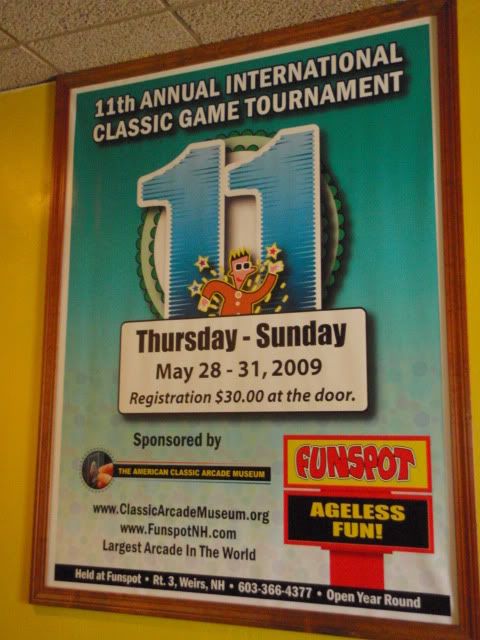 11th ANNUAL INTERNATIONAL
CLASSIC GAME TOURNAMENT
11
Thursday - Sunday
May 28 - 31, 2009
Registration $30.00 at the door.
Sponsored by
THE AMERICAN CLASSIC ARCADE MUSEUM
www.ClassicArcadeMuseum.org
www.FunspotNH.com
Largest Arcade In The World
FUNSPOT
AGELESS
FUN!
Held at Funspot • Rt. 3, Weirs, NH • 603-366-4377 • Open Year Round